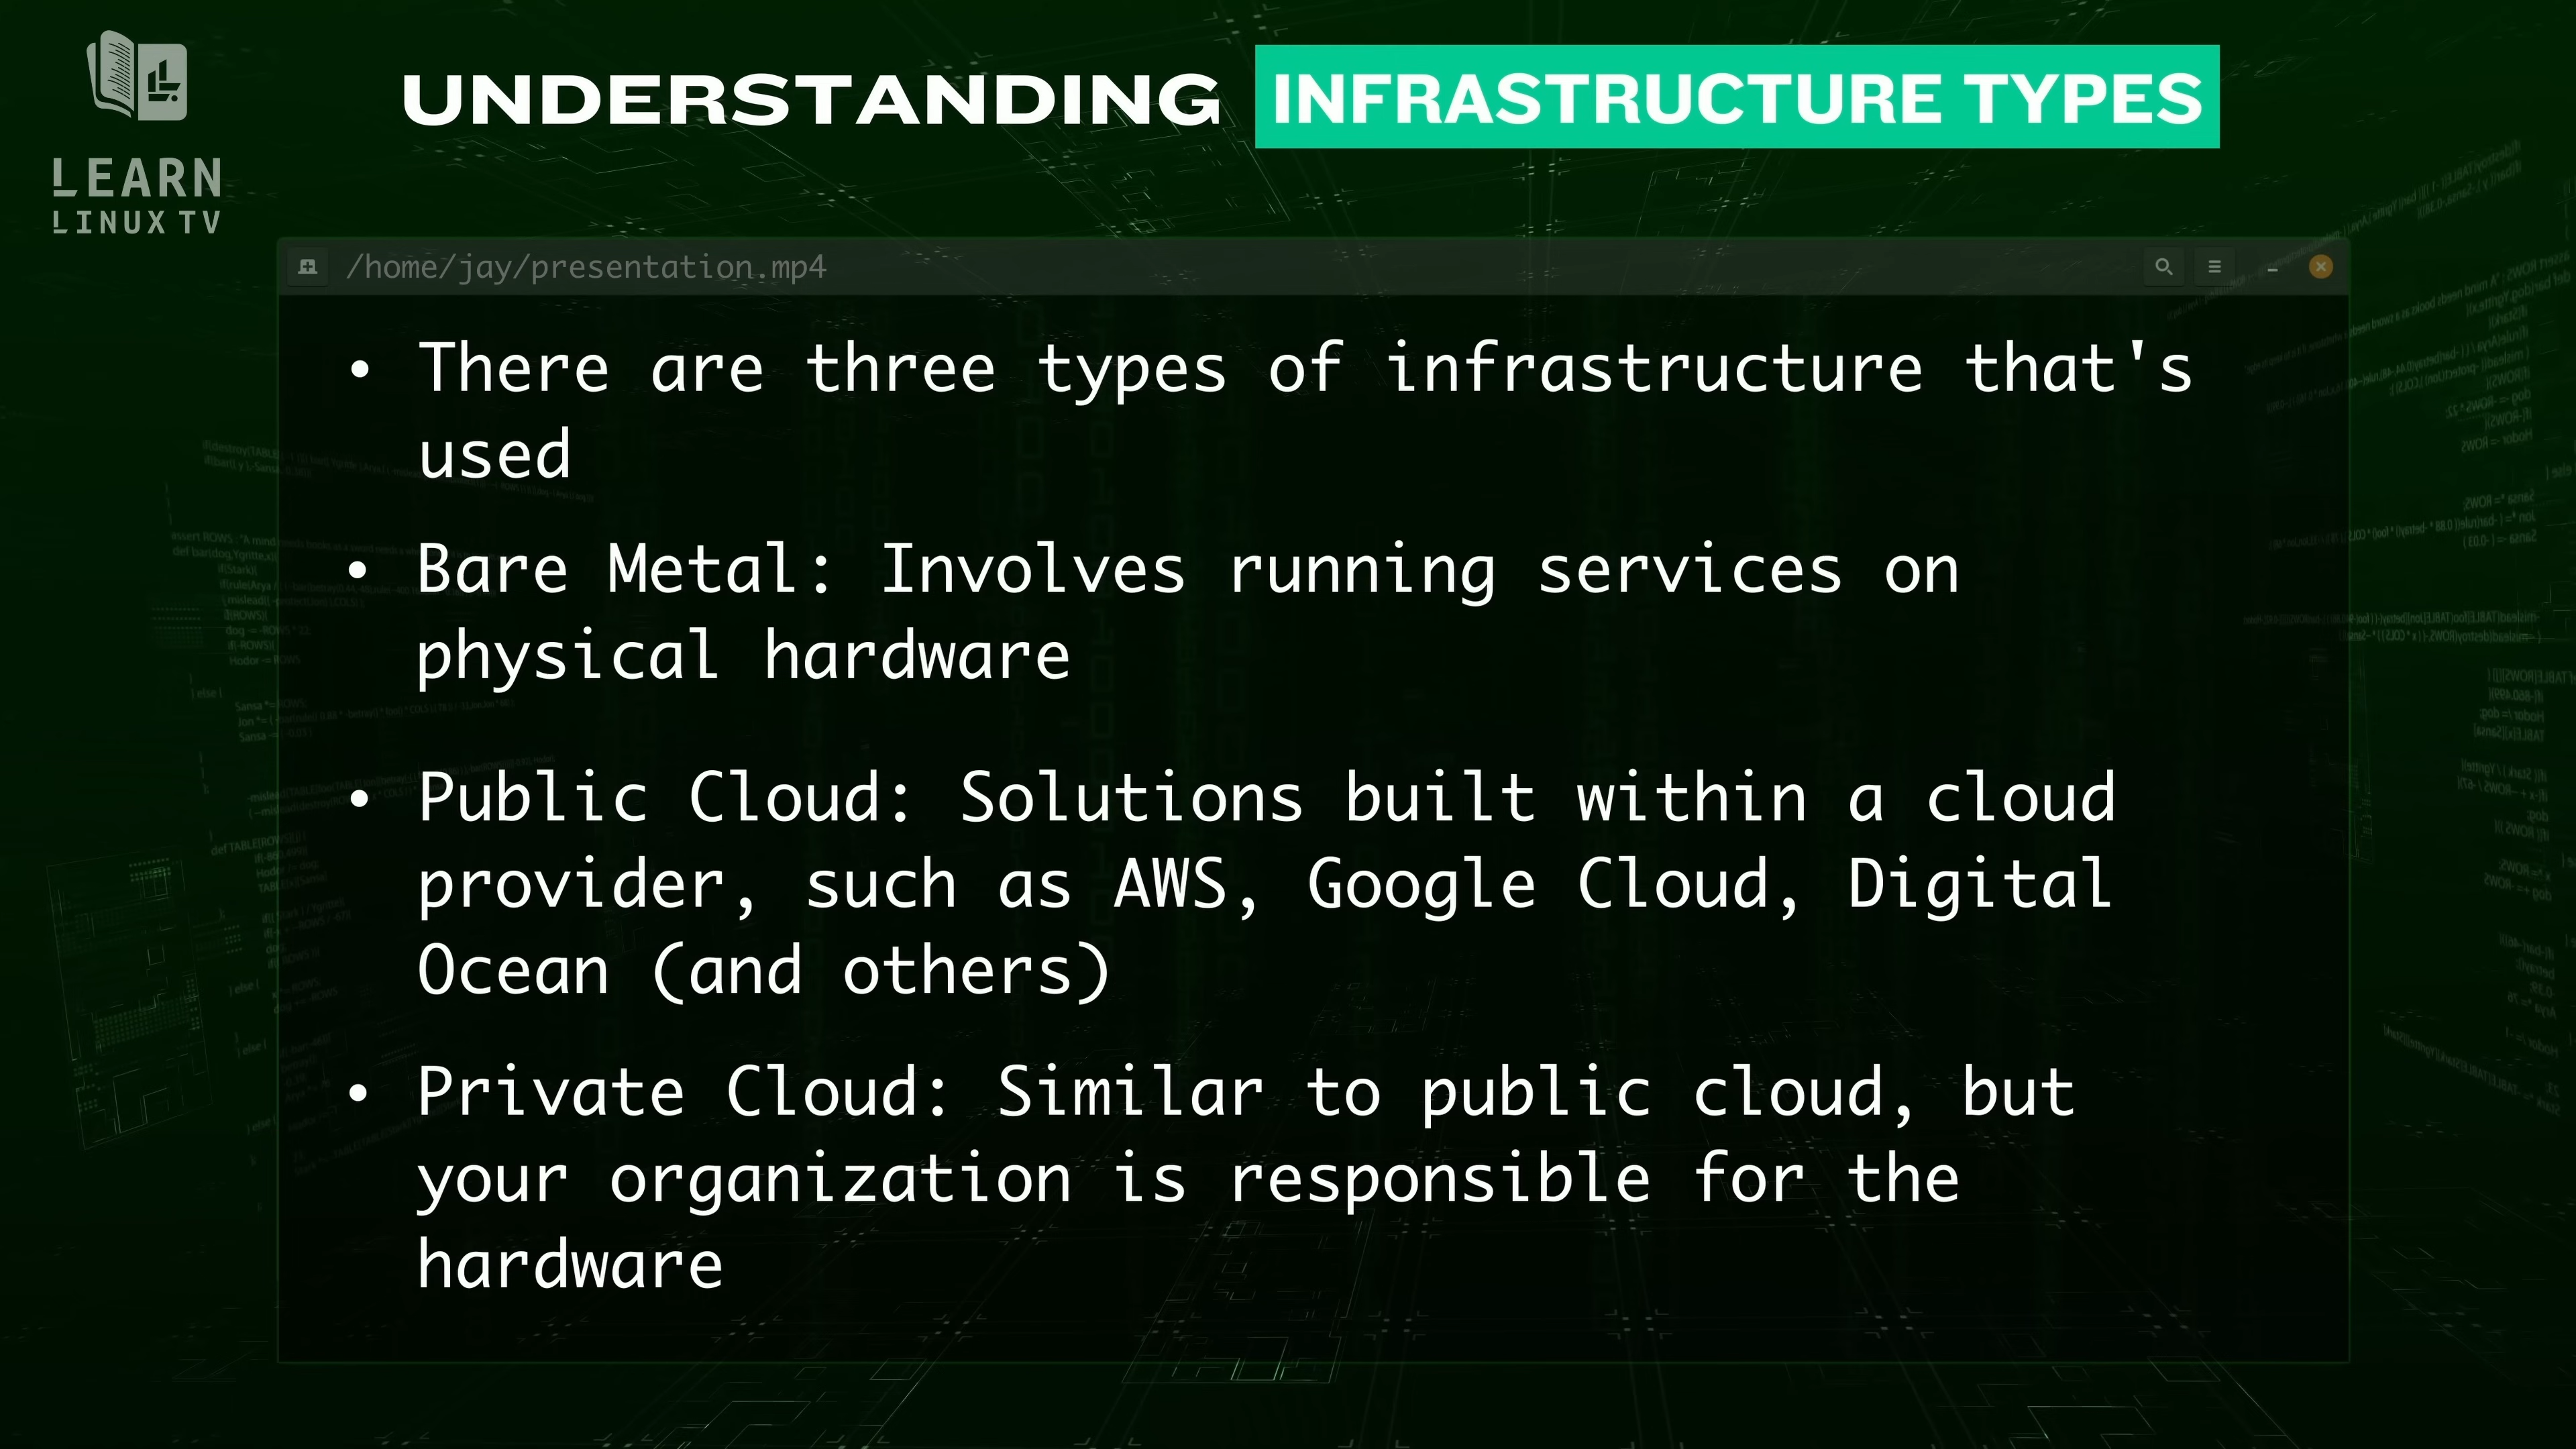 LEARN
LINUX TV
UNDERSTANDING INFRASTRUCTURE TYPES
/home/jay/presentation.mp4
• There are three types of infrastructure that's
used
• Bare Metal: Involves running services on
physical hardware
• Public Cloud: Solutions built within a cloud
provider, such as AWS, Google Cloud, Digital
Ocean (and others)
• Private Cloud: Similar to public cloud, but
your organization is responsible for the
hardware